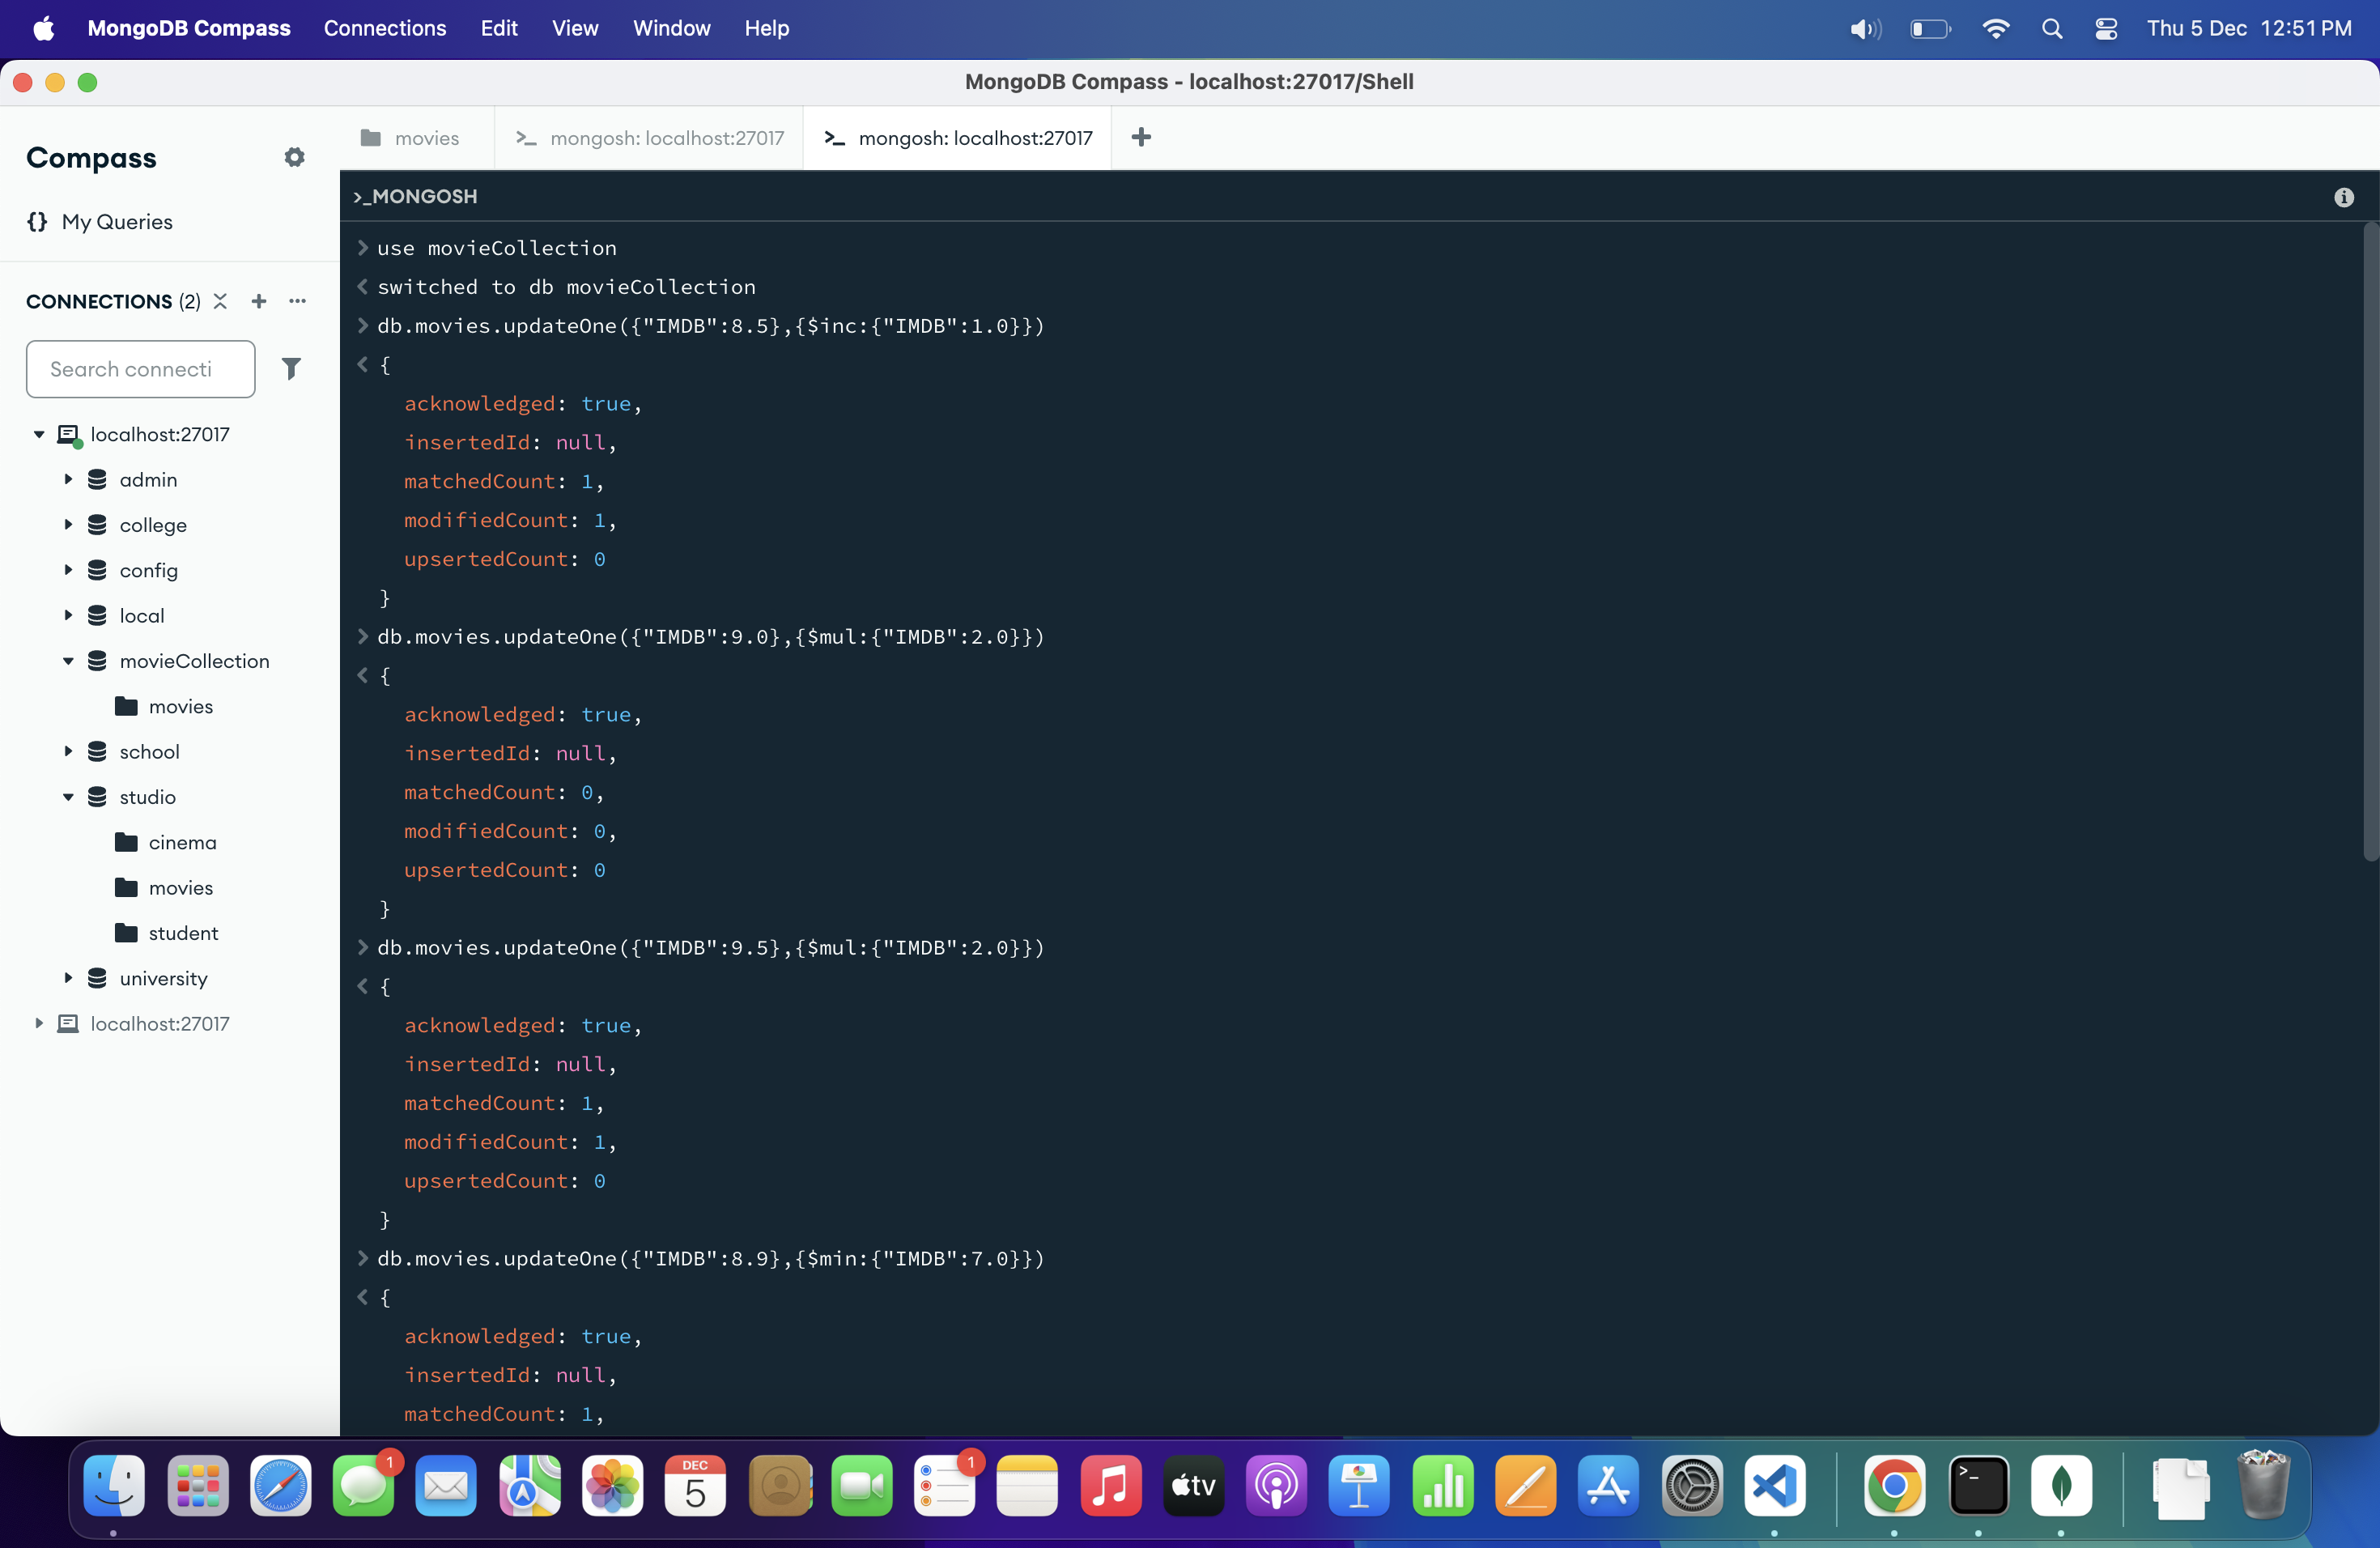 MongoDB Compass Connections Edit View Window Help Thu 5 Dec 12:51 PM
MongoDB Compass - localhost:27017/Shell
Compass
{} My Queries
CONNECTIONS (2)
Search connecti
localhost:27017
admin
college
config
local
movieCollection
movies
school
studio
cinema
movies
student
university
localhost:27017
movies
>_ mongosh: localhost:27017
>_ mongosh: localhost:27017
>_MONGOSH
> use movieCollection
< switched to db movieCollection
> db.movies.updateOne({"IMDB":8.5},{$inc:{"IMDB":1.0}})
< {
acknowledged: true,
insertedId: null,
matchedCount: 1,
modifiedCount: 1,
upsertedCount: 0
}
> db.movies.updateOne({"IMDB":9.0},{$mul:{"IMDB":2.0}})
< {
acknowledged: true,
insertedId: null,
matchedCount: 0,
modifiedCount: 0,
upsertedCount: 0
}
> db.movies.updateOne({"IMDB":9.5},{$mul:{"IMDB":2.0}})
< {
acknowledged: true,
insertedId: null,
matchedCount: 1,
modifiedCount: 1,
upsertedCount: 0
}
> db.movies.updateOne({"IMDB":8.9},{$min:{"IMDB":7.0}})
< {
acknowledged: true,
insertedId: null,
matchedCount: 1,
1
DEC
5
1
tv
>_